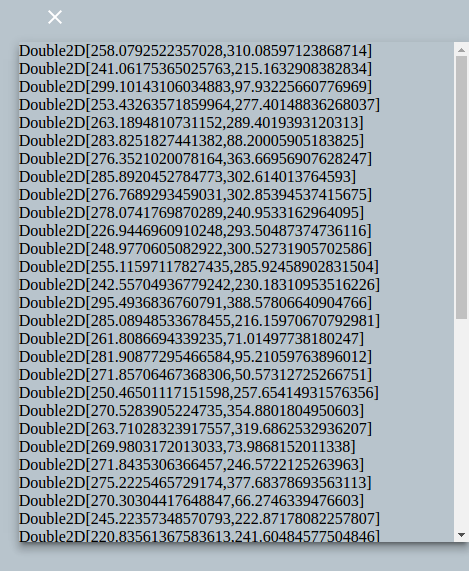 Double2D[258.0792522357028,310.08597123868714]
Double2D[241.06175365025763,215.1632908382834]
Double2D[299.10143106034883,97.93225660776969]
Double2D[253.43263571859964,277.40148836268037]
Double2D[263.1894810731152,289.4019393120313]
Double2D[283.8251827441382,88.20005905183825]
Double2D[276.3521020078164,363.66956907628247]
Double2D[285.8920452784773,302.614013764593]
Double2D[276.7689293459031,302.85394537415675]
Double2D[278.0741769870289,240.9533162964095]
Double2D[226.9446960910248,293.50487374736116]
Double2D[248.9770605082922,300.52731905702586]
Double2D[255.11597117827435,285.92458902831504]
Double2D[242.55704936779242,230.18310953516226]
Double2D[295.4936836760791,388.57806640904766]
Double2D[285.08948533678455,216.15970670792981]
Double2D[261.8086694339235,71.01497738180247]
Double2D[281.90877295466584,95.21059763896012]
Double2D[271.85706467368306,50.57312725266751]
Double2D[250.46501117151598,257.65414931576356]
Double2D[270.5283905224735,354.8801804950603]
Double2D[263.71028323917557,319.6862532936207]
Double2D[269.9803172013033,73.9868152011338]
Double2D[271.8435306366457,246.5722125263963]
Double2D[275.2225465729174,377.68378693563113]
Double2D[270.30304417648847,66.2746339476603]
Double2D[245.22357348570793,222.87178082257807]
Double2D[220.83561367583613,241.60484577504846]